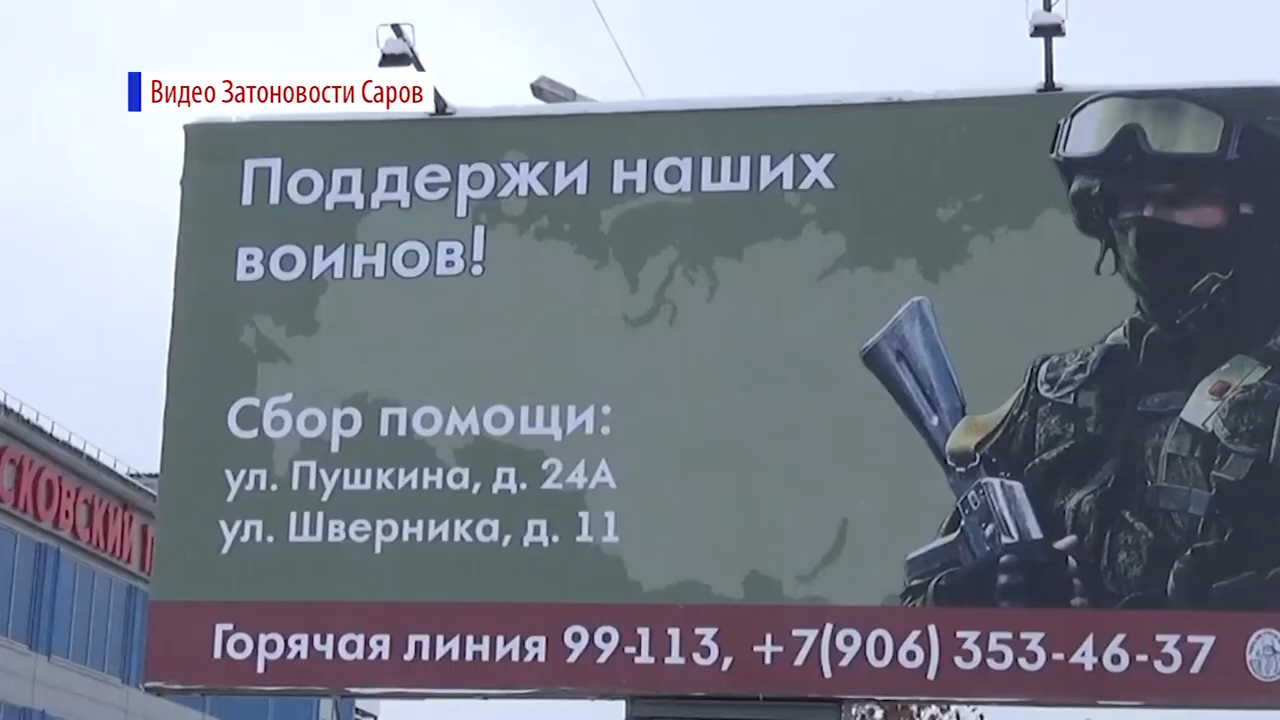 Видео Затоновости Саров
Поддержи наших
воинов!
Сбор помощи:
ул. Пушкина, д. 24А
ул. Шверника, д. 11
сковский
Горячая линия 99-113, +7(906) 353-46-37